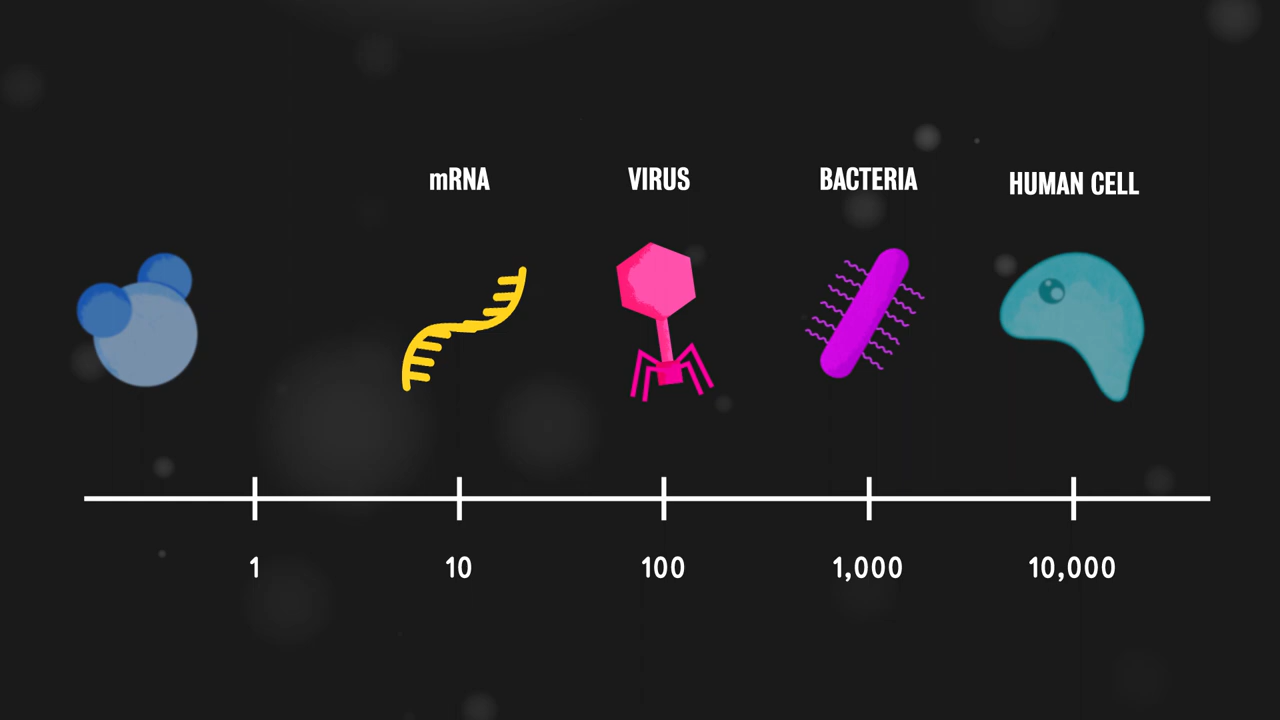 mRNA
VIRUS
BACTERIA
HUMAN CELL
1
10
100
1,000
10,000